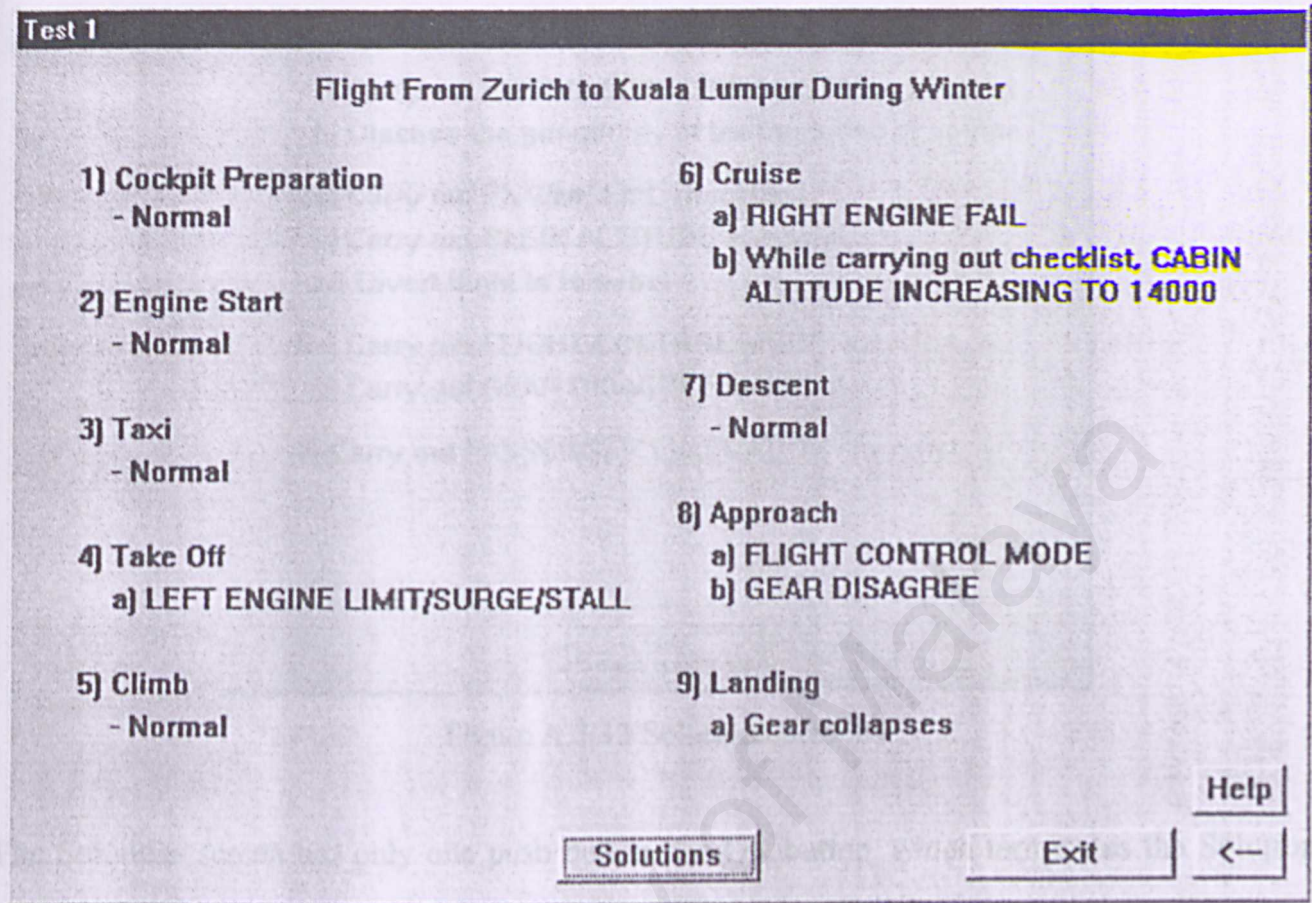 Test 1
Flight From Zurich to Kuala Lumpur During Winter
1) Cockpit Preparation
- Normal
2) Engine Start
- Normal
3) Taxi
- Normal
4) Take Off
a) LEFT ENGINE LIMIT/SURGE/STALL
5) Climb
- Normal
6) Cruise
a) RIGHT ENGINE FAIL
b) While carrying out checklist, CABIN
ALTITUDE INCREASING TO 14000
7) Descent
- Normal
8) Approach
a) FLIGHT CONTROL MODE
b) GEAR DISAGREE
9) Landing
a) Gear collapses
Help
Solutions
Exit
<--
of Malaya